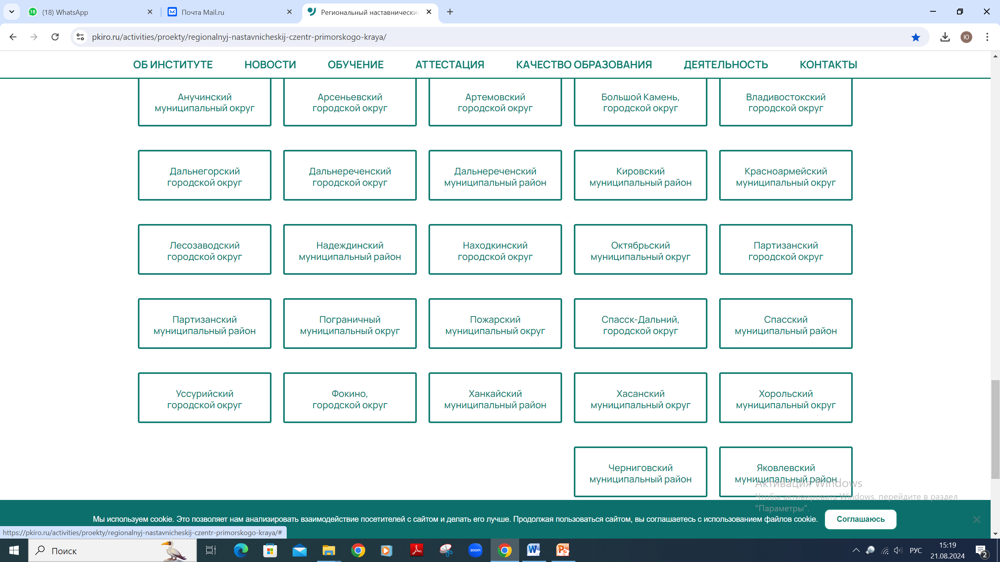 (18) WhatsApp
Почта Mail.ru
Региональный наставнический
pkiro.ru/activities/proekty/regionalnyj-nastavnicheskij-czentr-primorskogo-kraya/
Ю
ОБ ИНСТИТУТЕ НОВОСТИ ОБУЧЕНИЕ АТТЕСТАЦИЯ КАЧЕСТВО ОБРАЗОВАНИЯ ДЕЯТЕЛЬНОСТЬ КОНТАКТЫ
Анучинский
муниципальный округ
Арсеньевский
городской округ
Артемовский
городской округ
Большой Камень,
городской округ
Владивостокский
городской округ
Дальнегорский
городской округ
Дальнереченский
городской округ
Дальнереченский
муниципальный район
Кировский
муниципальный район
Красноармейский
муниципальный округ
Лесозаводский
городской округ
Надеждинский
муниципальный район
Находкинский
городской округ
Октябрьский
муниципальный округ
Партизанский
городской округ
Партизанский
муниципальный район
Пограничный
муниципальный округ
Пожарский
муниципальный округ
Спасск-Дальний,
городской округ
Спасский
муниципальный район
Уссурийский
городской округ
Фокино,
городской округ
Ханкайский
муниципальный район
Хасанский
муниципальный округ
Хорольский
муниципальный округ
Черниговский
муниципальный район
Яковлевский
муниципальный район
Активация Windows
Чтобы активировать Windows, перейдите в раздел
"Параметры".
Мы используем cookie. Это позволяет нам анализировать взаимодействие посетителей с сайтом и делать его лучше. Продолжая пользоваться сайтом, вы соглашаетесь с использованием файлов cookie.
Соглашаюсь
https://pkiro.ru/activities/proekty/regionalnyj-nastavnicheskij-czentr-primorskogo-kraya/#
Поиск
zoom
РУС
15:19
21.08.2024
2